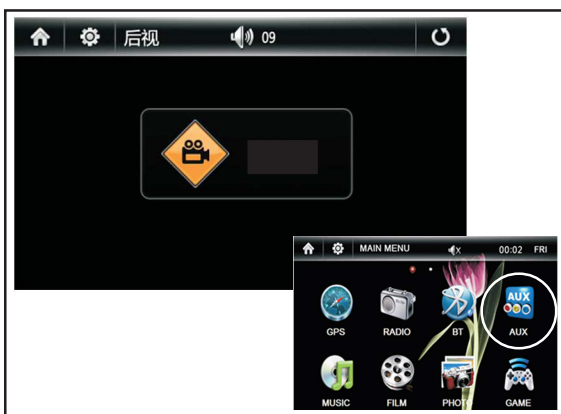 后视 09
MAIN MENU 00:02 FRI
GPS RADIO BT AUX
AUX
MUSIC FILM PHOTO GAME